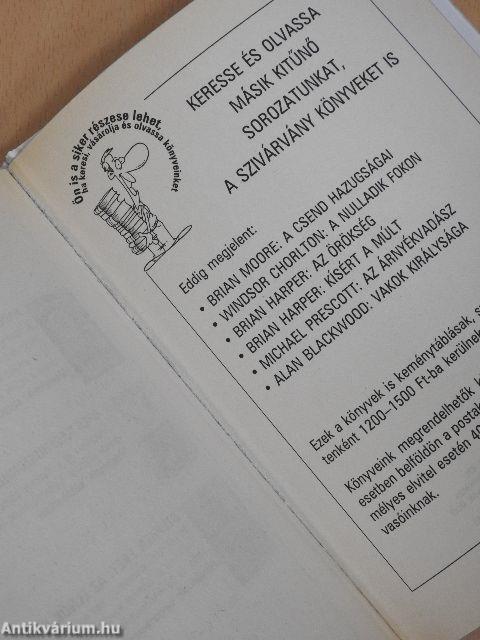 Ön is a siker részese lehet,
ha keresi, vásárolja és olvassa könyveinket
KERESSE ÉS OLVASSA
MÁSIK KITŰNŐ
SOROZATUNKAT,
A SZIVÁRVÁNY KÖNYVEKET IS
Eddig megjelent:
• BRIAN MOORE: A CSEND HAZUGSÁGAI
• WINDSOR CHORLTON: A NULLADIK FOKON
• BRIAN HARPER: AZ ÖRÖKSÉG
• BRIAN HARPER: KÍSÉRT A MÚLT
• MICHAEL PRESCOTT: AZ ÁRNYÉKVADÁSZ
• ALAN BLACKWOOD: VAKOK KIRÁLYSÁGA
Ezek a könyvek is keménytáblásak,
tenként 1200–1500 Ft-ba kerülnek
Könyveink megrendelhetők
esetben belföldön a
mélyes elvitel esetén 40
vasóinknak.
Antikvárium.hu